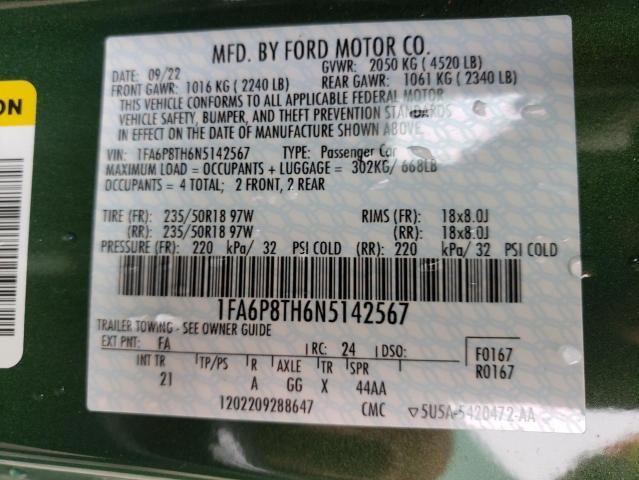 MFD. BY FORD MOTOR CO.
DATE: 09/22 GVWR: 2050 KG ( 4520 LB)
FRONT GAWR: 1016 KG ( 2240 LB) REAR GAWR: 1061 KG ( 2340 LB)
THIS VEHICLE CONFORMS TO ALL APPLICABLE FEDERAL MOTOR
VEHICLE SAFETY, BUMPER, AND THEFT PREVENTION STANDARDS
IN EFFECT ON THE DATE OF MANUFACTURE SHOWN ABOVE.
VIN: 1FA6P8TH6N5142567 TYPE: Passenger Car
MAXIMUM LOAD = OCCUPANTS + LUGGAGE = 302KG/ 668LB
OCCUPANTS = 4 TOTAL; 2 FRONT, 2 REAR
TIRE (FR): 235/50R18 97W RIMS (FR): 18x8.0J
(RR): 235/50R18 97W (RR): 18x8.0J
PRESSURE (FR): 220 kPa/ 32 PSI COLD (RR): 220 kPa/ 32 PSI COLD
1FA6P8TH6N5142567
TRAILER TOWING - SEE OWNER GUIDE
EXT PNT: FA RC: 24 DSO: F0167
INT TR TP/PS R AXLE TR SPR R0167
21 A GG X 44AA
1202209288647 CMC 5U5A-5420472-AA
ON